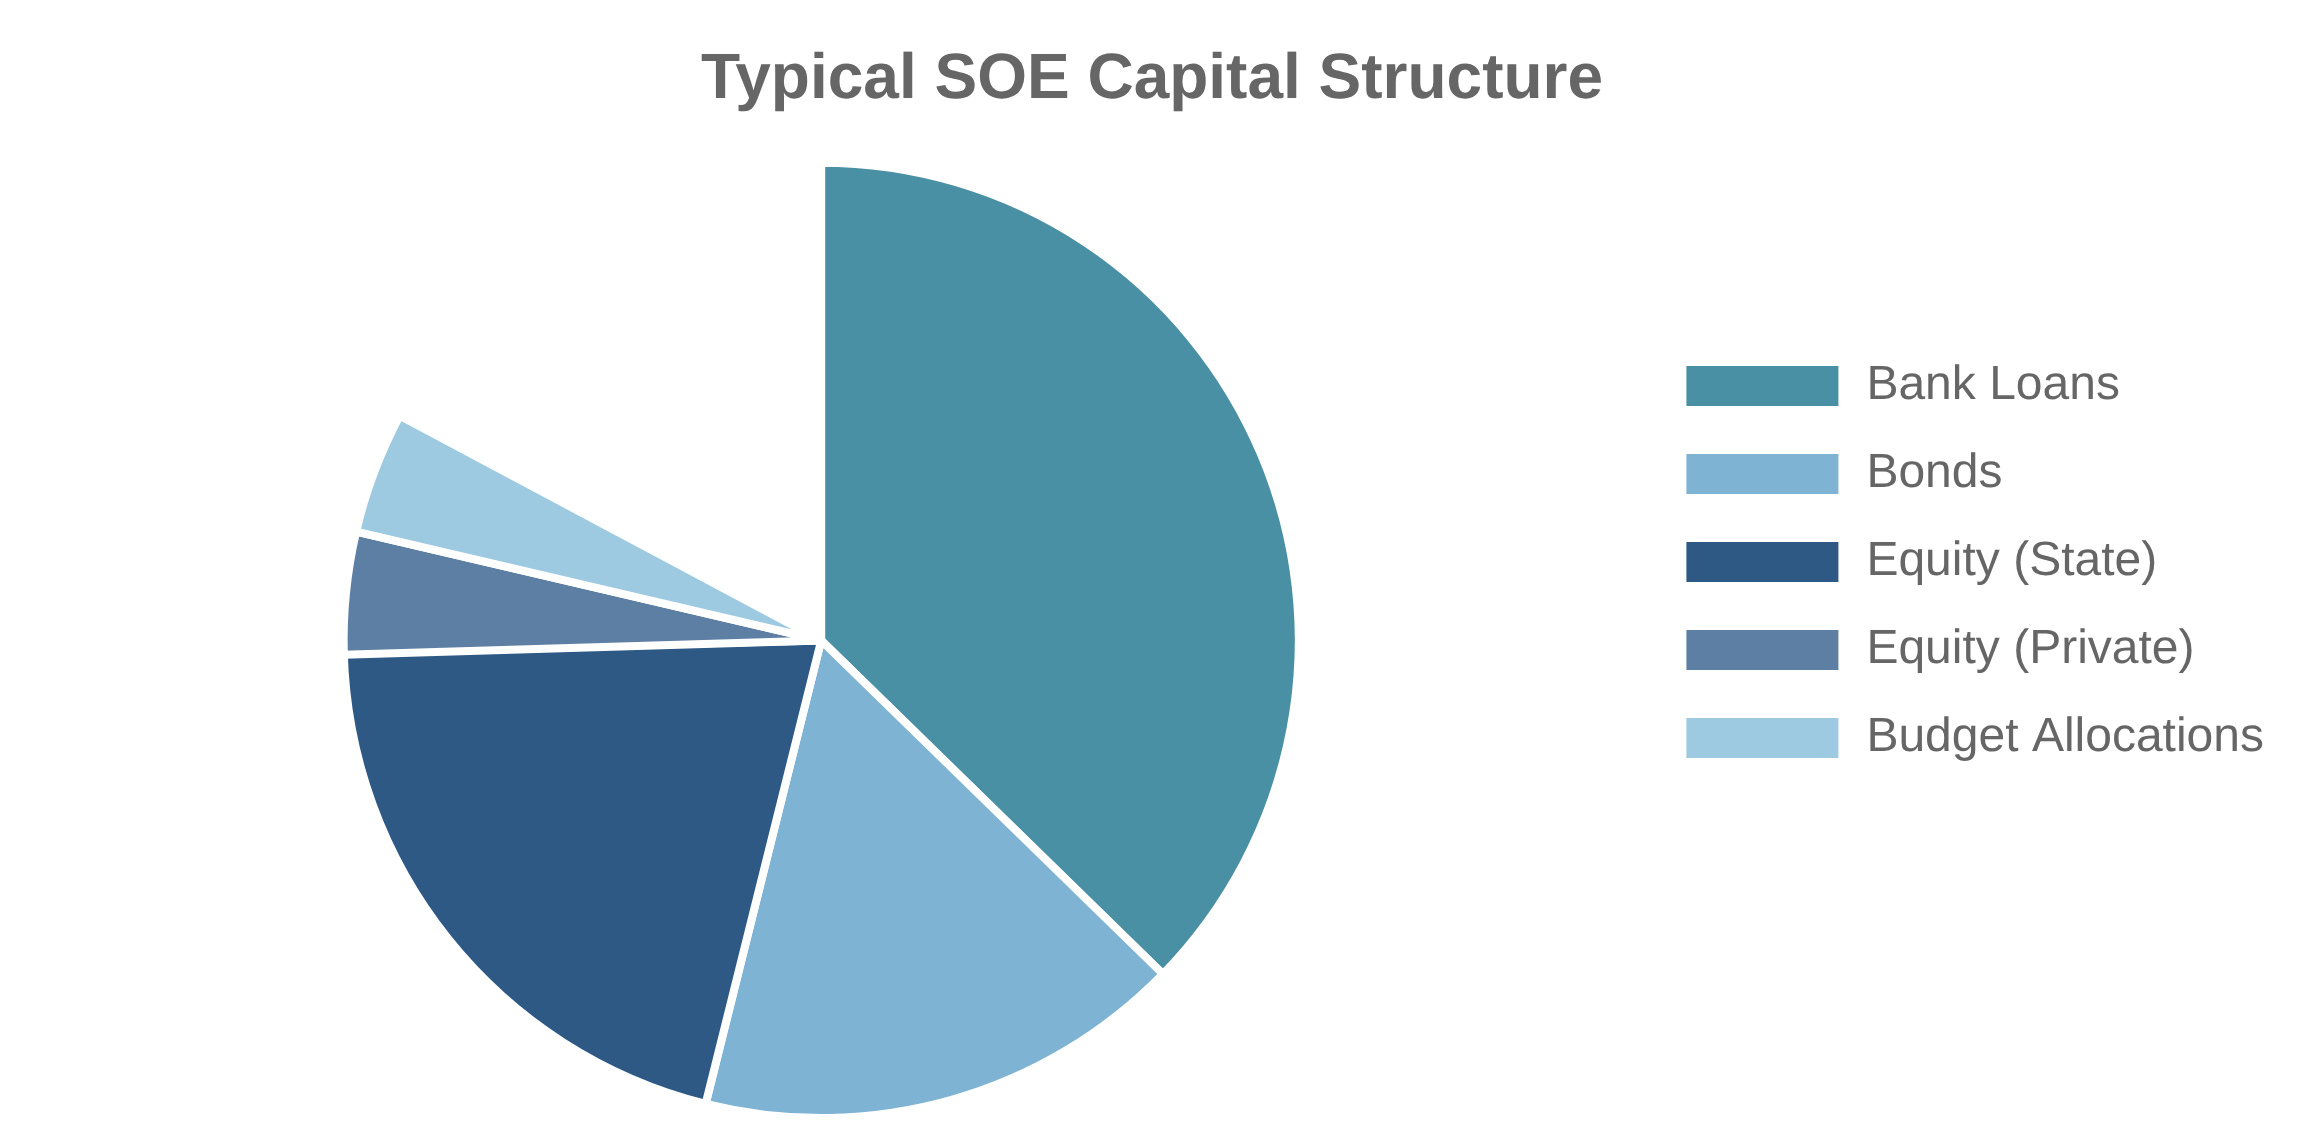 Typical SOE Capital Structure
Bank Loans
Bonds
Equity (State)
Equity (Private)
Budget Allocations